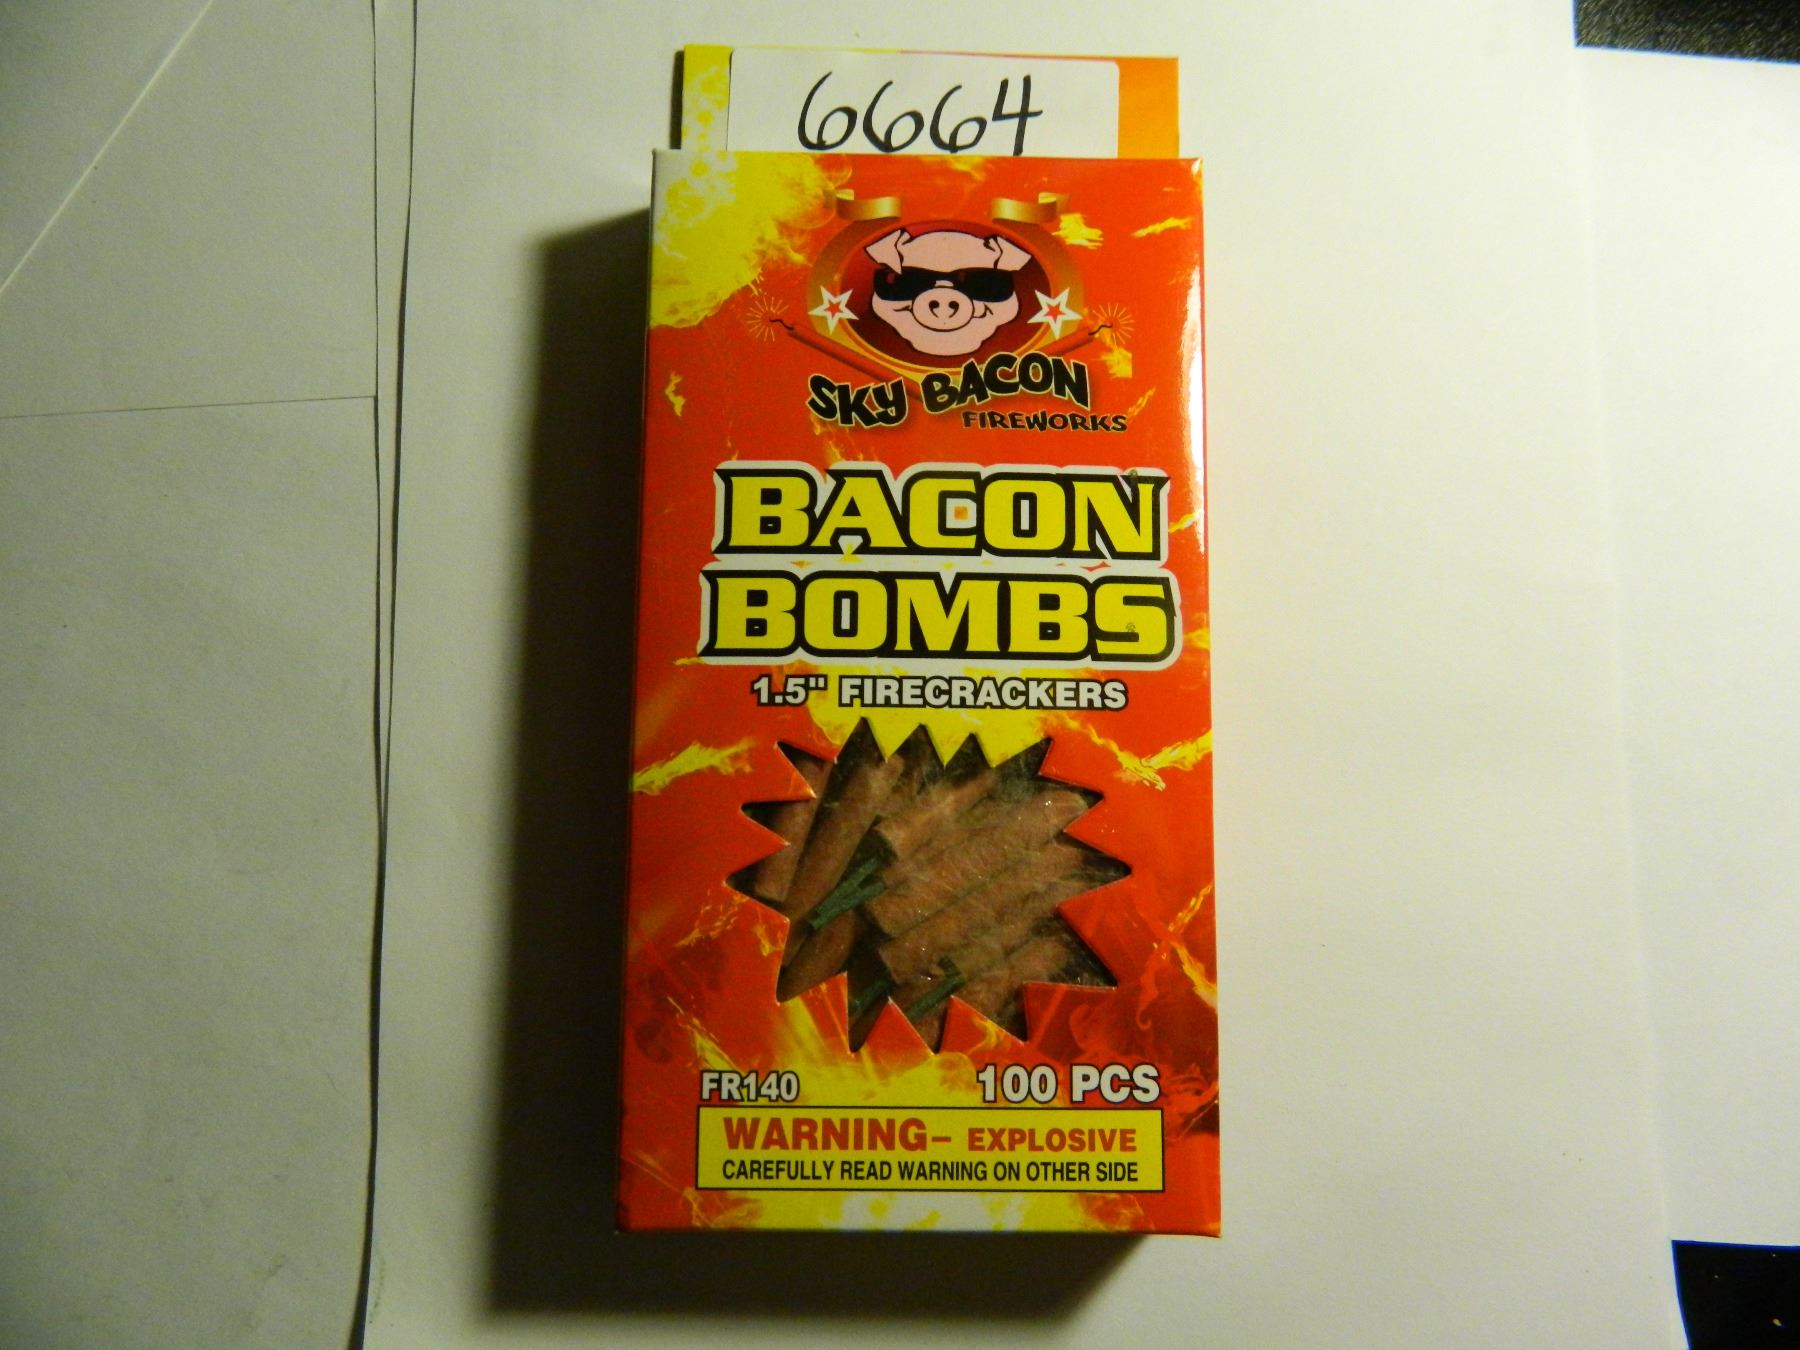 6664
SKY BACON
FIREWORKS
BACON
BOMBS
1.5" FIRECRACKERS
FR140
100 PCS
WARNING- EXPLOSIVE
CAREFULLY READ WARNING ON OTHER SIDE